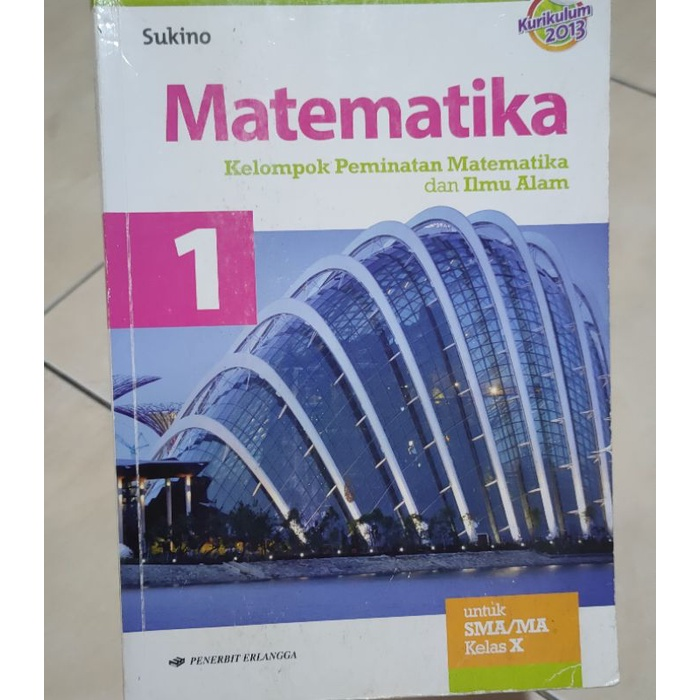 Sukino
Kurikulum
2013
Matematika
Kelompok Peminatan Matematika
dan Ilmu Alam
1
untuk
SMA/MA
Kelas X
PENERBIT ERLANGGA